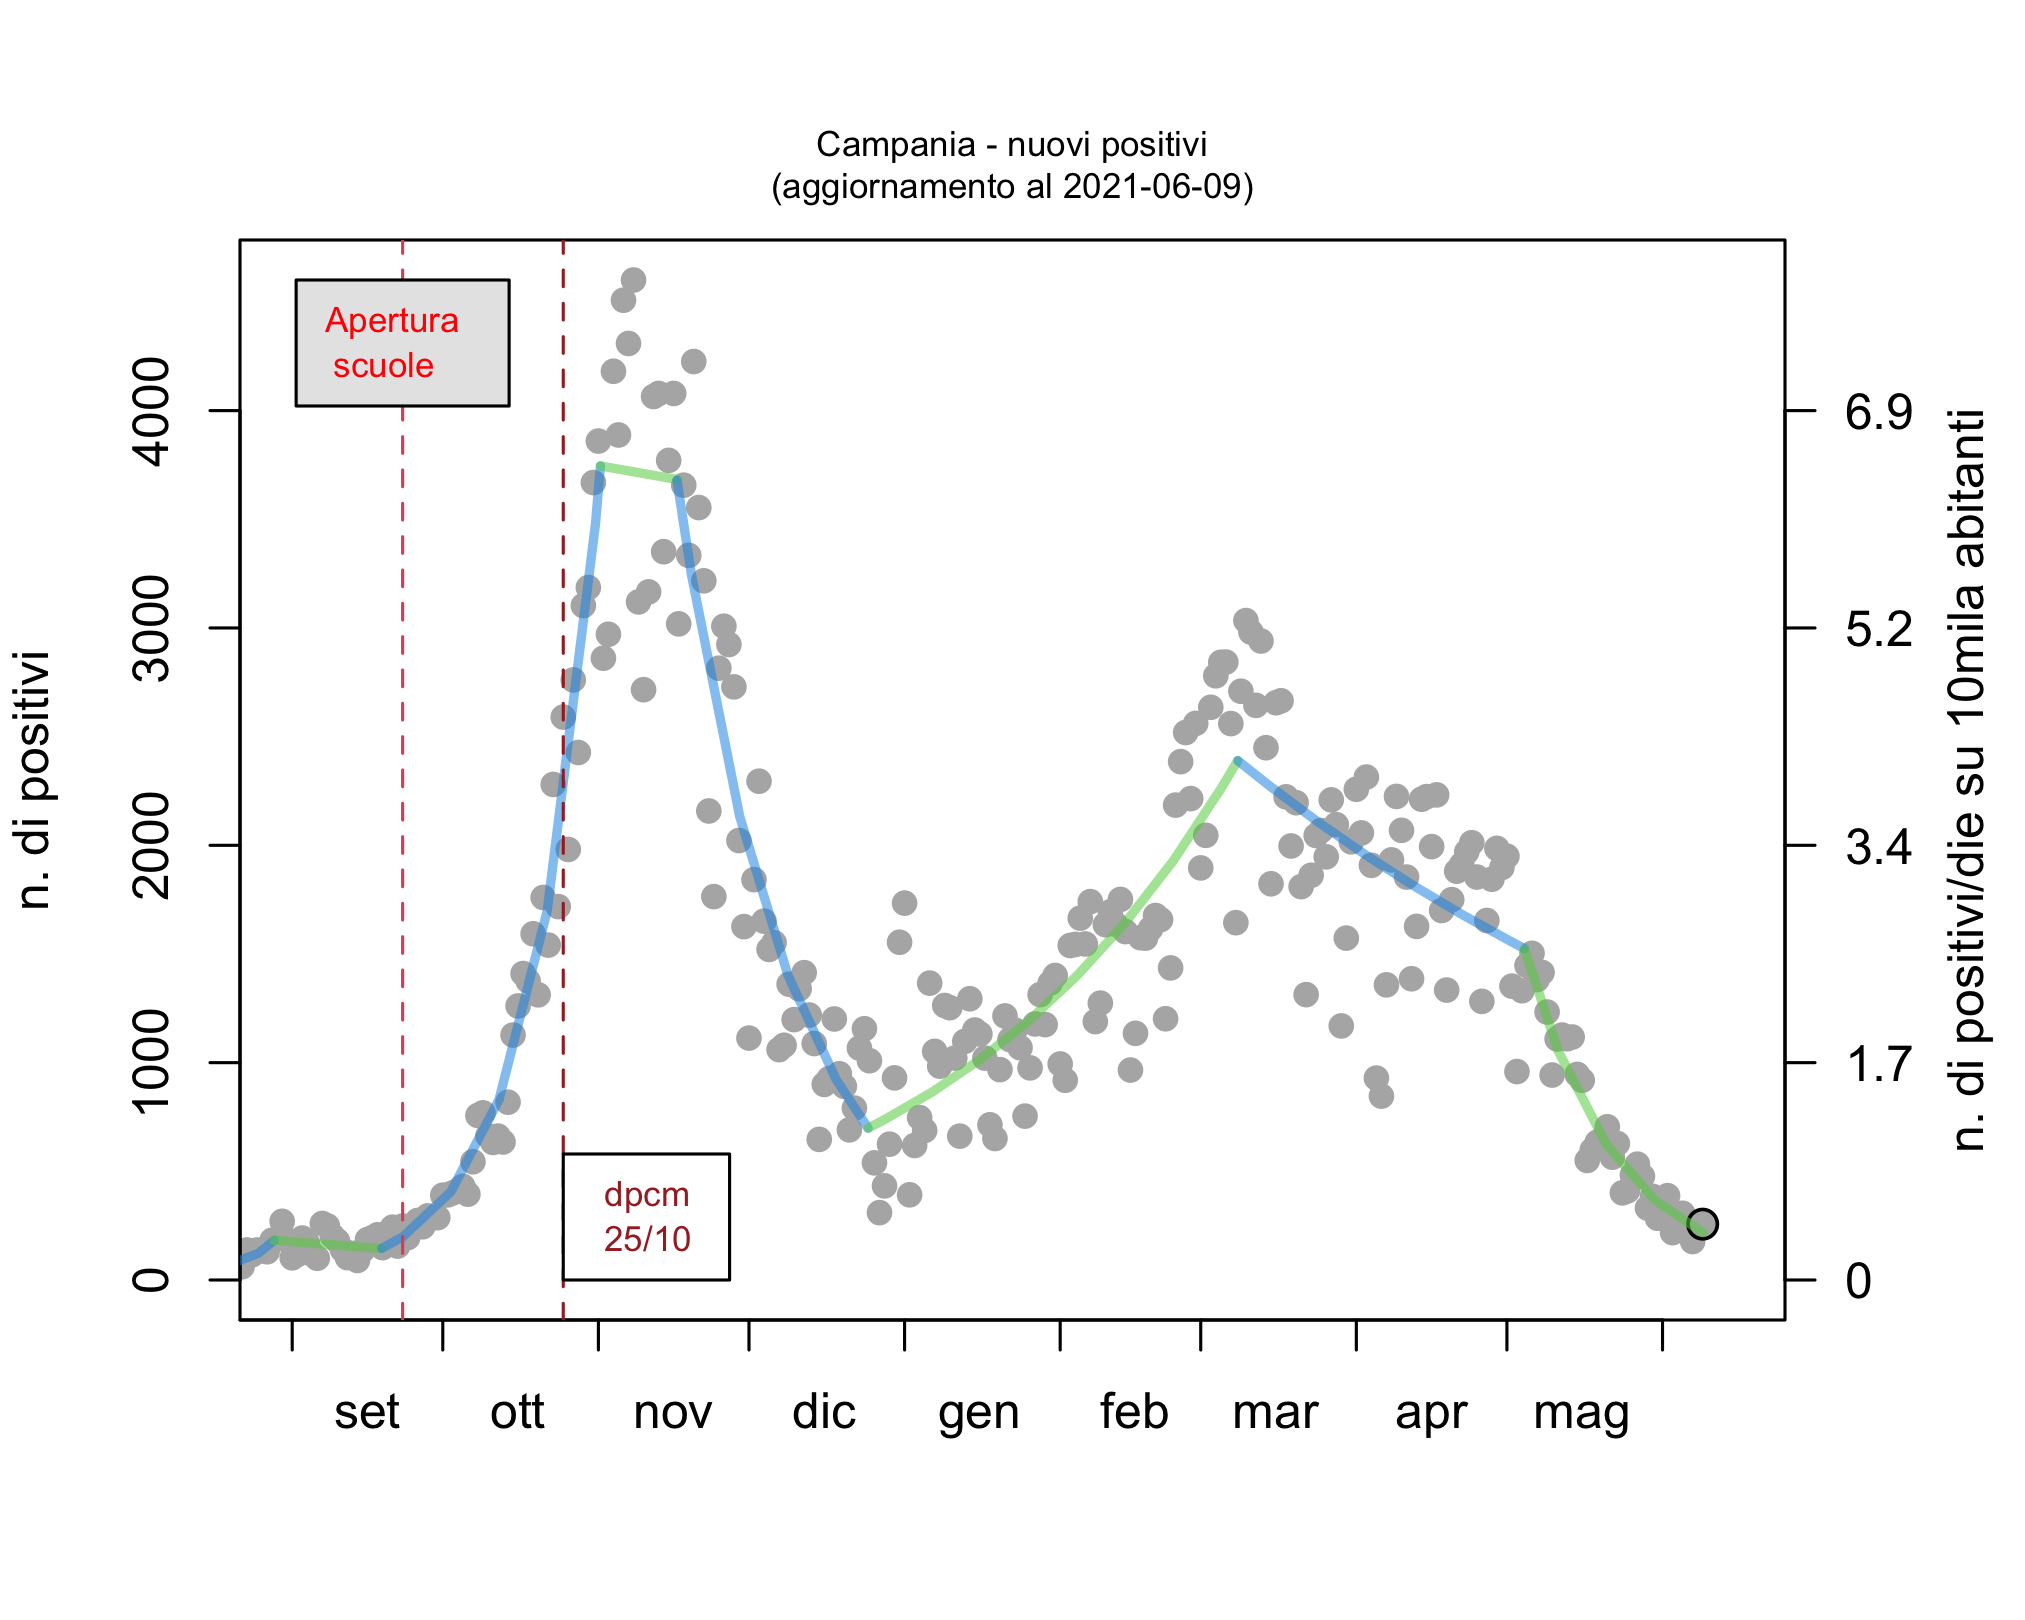 Campania - nuovi positivi
(aggiornamento al 2021-06-09)
Apertura
scuole
dpcm
25/10
n. di positivi
0
1000
2000
3000
4000
n. di positivi/die su 10mila abitanti
0
1.7
3.4
5.2
6.9
set ott nov dic gen feb mar apr mag